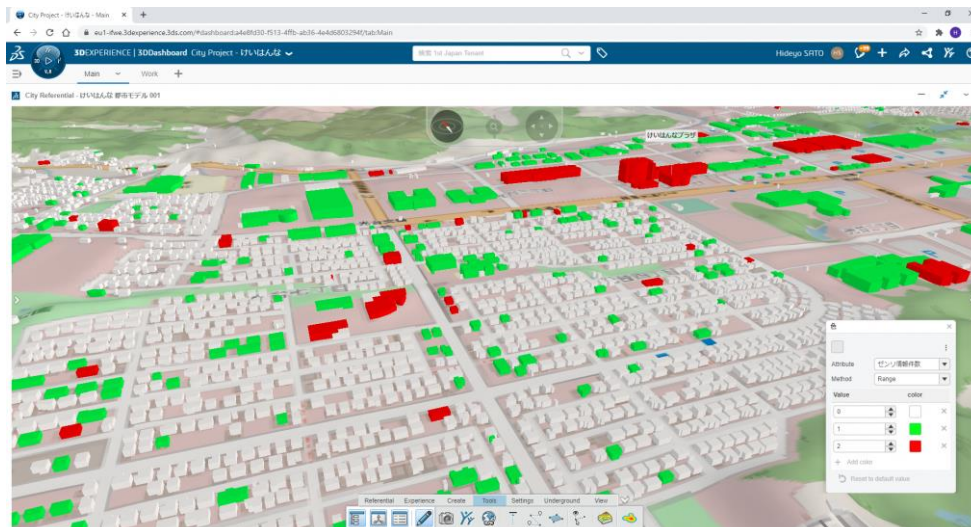 City Project - けいはんな - Main
eu1-ifwe.3dexperience.3ds.com/#dashboard:a4e8fd30-f513-4ffb-ab36-4e4d6803294f/tab:Main
3DEXPERIENCE | 3DDashboard City Project - けいはんな
検索 1st Japan Tenant
Hideyo SATO
Main
Work
City Referential - けいはんな 都市モデル 001
けいはんなプラザ
色
Attribute
ゼンリ情報件数
Method
Range
Value
color
0
1
2
Add color
Reset to default value
Referential Experience Create Tools Settings Underground View